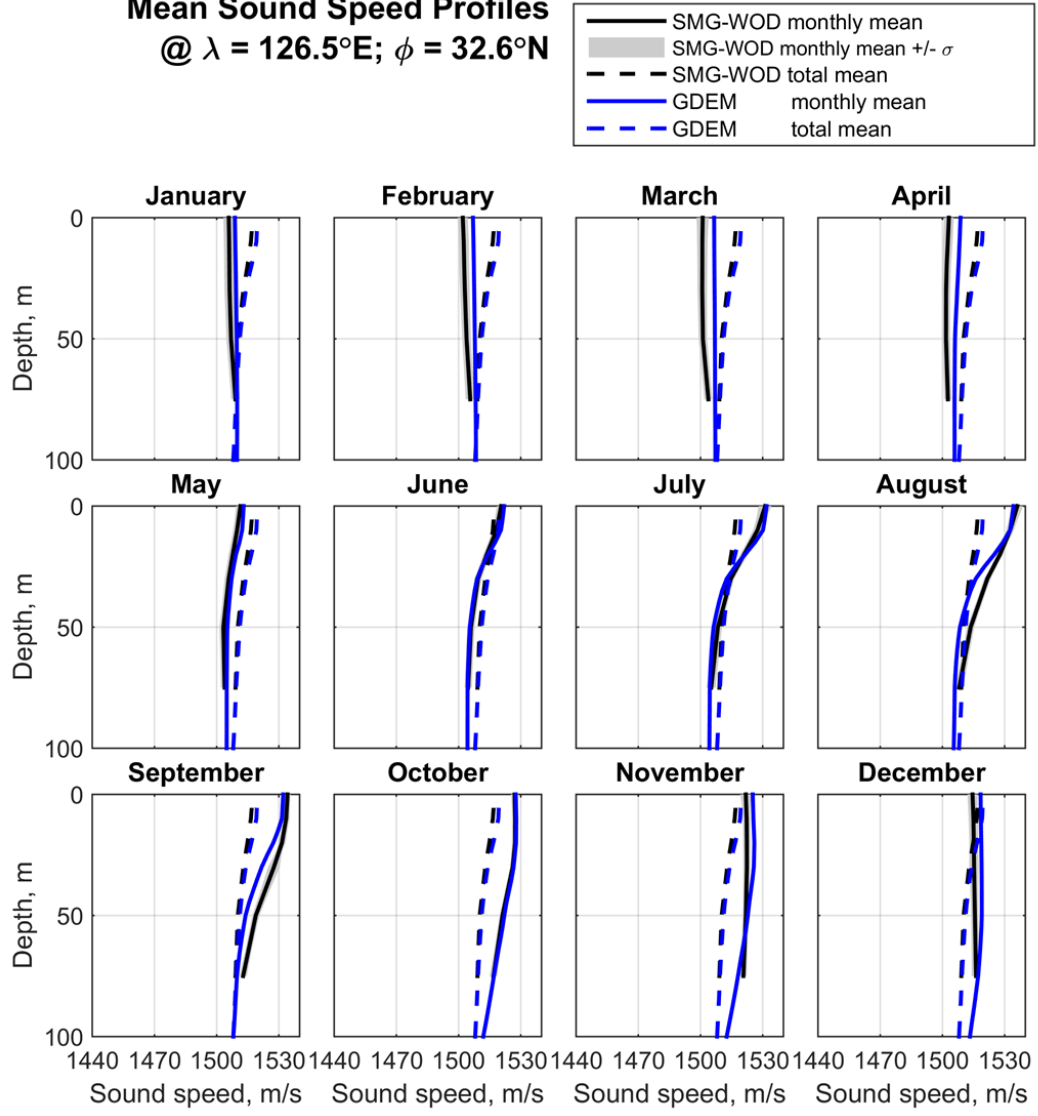 Mean Sound Speed Profiles
@ λ = 126.5°E; ϕ = 32.6°N
SMG-WOD monthly mean
SMG-WOD monthly mean +/- σ
SMG-WOD total mean
GDEM monthly mean
GDEM total mean
January February March April
0
50
100
Depth, m
May June July August
0
50
100
Depth, m
September October November December
0
50
100
Depth, m
1440 1470 1500 1530 1440 1470 1500 1530 1440 1470 1500 1530 1440 1470 1500 1530
Sound speed, m/s Sound speed, m/s Sound speed, m/s Sound speed, m/s